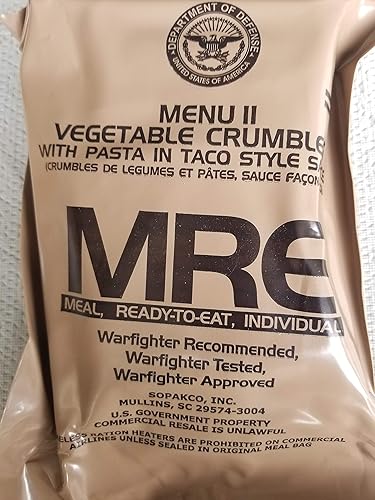 DEPARTMENT OF DEFENSE
UNITED STATES OF AMERICA
MENU 11
VEGETABLE CRUMBLE
WITH PASTA IN TACO STYLE S
(CRUMBLES DE LEGUMES ET PÂTES, SAUCE FAÇON
MRE
MEAL, READY-TO-EAT, INDIVIDUAL
Warfighter Recommended,
Warfighter Tested,
Warfighter Approved
SOPAKCO, INC.
MULLINS, SC 29574-3004
U.S. GOVERNMENT PROPERTY
COMMERCIAL RESALE IS UNLAWFUL
ELESS RATION HEATERS ARE PROHIBITED ON COMMERCIAL
AIRLINES UNLESS SEALED IN ORIGINAL MEAL BAG